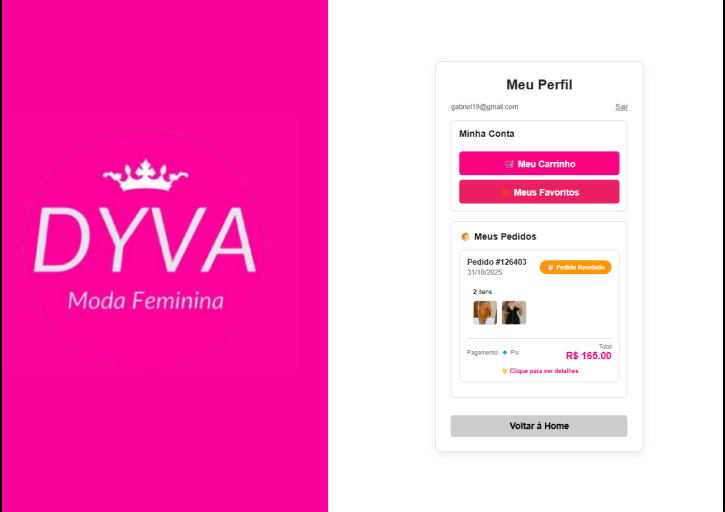 DYVA
Moda Feminina
Meu Perfil
gabriel19@gmail.com
Sair
Minha Conta
🛒 Meu Carrinho
❤️ Meus Favoritos
📦 Meus Pedidos
Pedido #126403
31/10/2025
📝 Pedido Recebido
2 itens
Pagamento: 🔹 Pix
Total
R$ 165.00
👆 Clique para ver detalhes
Voltar à Home